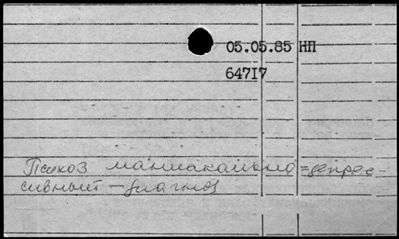 05.05.85 НП
64717
Психоз маниакально=депрес-
сивный – диагноз